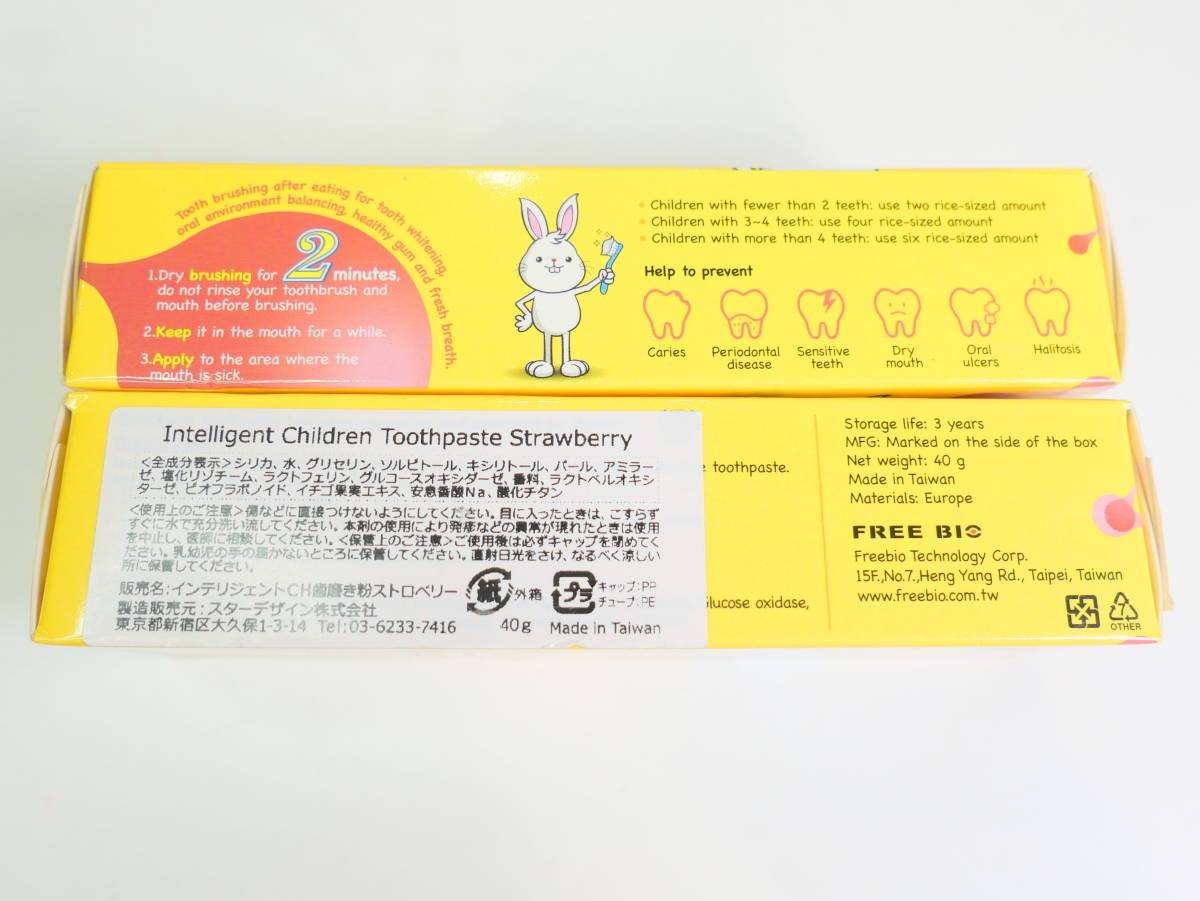 Tooth brushing after eating for tooth whitening,
oral environment balancing, healthy gum and fresh breath.
1.Dry brushing for 2 minutes,
do not rinse your toothbrush and
mouth before brushing.
2.Keep it in the mouth for a while.
3.Apply to the area where the
mouth is sick.
• Children with fewer than 2 teeth: use two rice-sized amount
• Children with 3~4 teeth: use four rice-sized amount
• Children with more than 4 teeth: use six rice-sized amount
Help to prevent
Caries
Periodontal
disease
Sensitive
teeth
Dry
mouth
Oral
ulcers
Halitosis
Intelligent Children Toothpaste Strawberry
<全成分表示>シリカ、水、グリセリン、ソルビトール、キシリトール、パール、アミラー
ゼ、塩化リゾチーム、ラクトフェリン、グルコースオキシダーゼ、香料、ラクトペルオキシ
ターゼ、ビオフラボノイド、イチゴ果実エキス、安息香酸Na、酸化チタン
<使用上のご注意>傷などに直接つけないようにしてください。目に入ったときは、こすらず
すぐに水で充分洗い流してください。本剤の使用により発疹などの異常が現れたときは使用
を中止し、医師に相談してください。<保管上のご注意>ご使用後は必ずキャップを閉めてく
ださい。乳幼児の手の届かないところに保管してください。直射日光をさけ、なるべく涼しい
所に保管してください。
販売名:インテリジェントCH歯磨き粉ストロベリー
製造販売元:スターデザイン株式会社
東京都新宿区大久保1-3-14 Tel:03-6233-7416
紙 外箱
プラ キャップ:PP
チューブ:PE
40g Made in Taiwan
toothpaste.
Glucose oxidase,
Storage life: 3 years
MFG: Marked on the side of the box
Net weight: 40 g
Made in Taiwan
Materials: Europe
FREE BIO
Freebio Technology Corp.
15F.,No.7.,Heng Yang Rd., Taipei, Taiwan
www.freebio.com.tw
7
OTHER